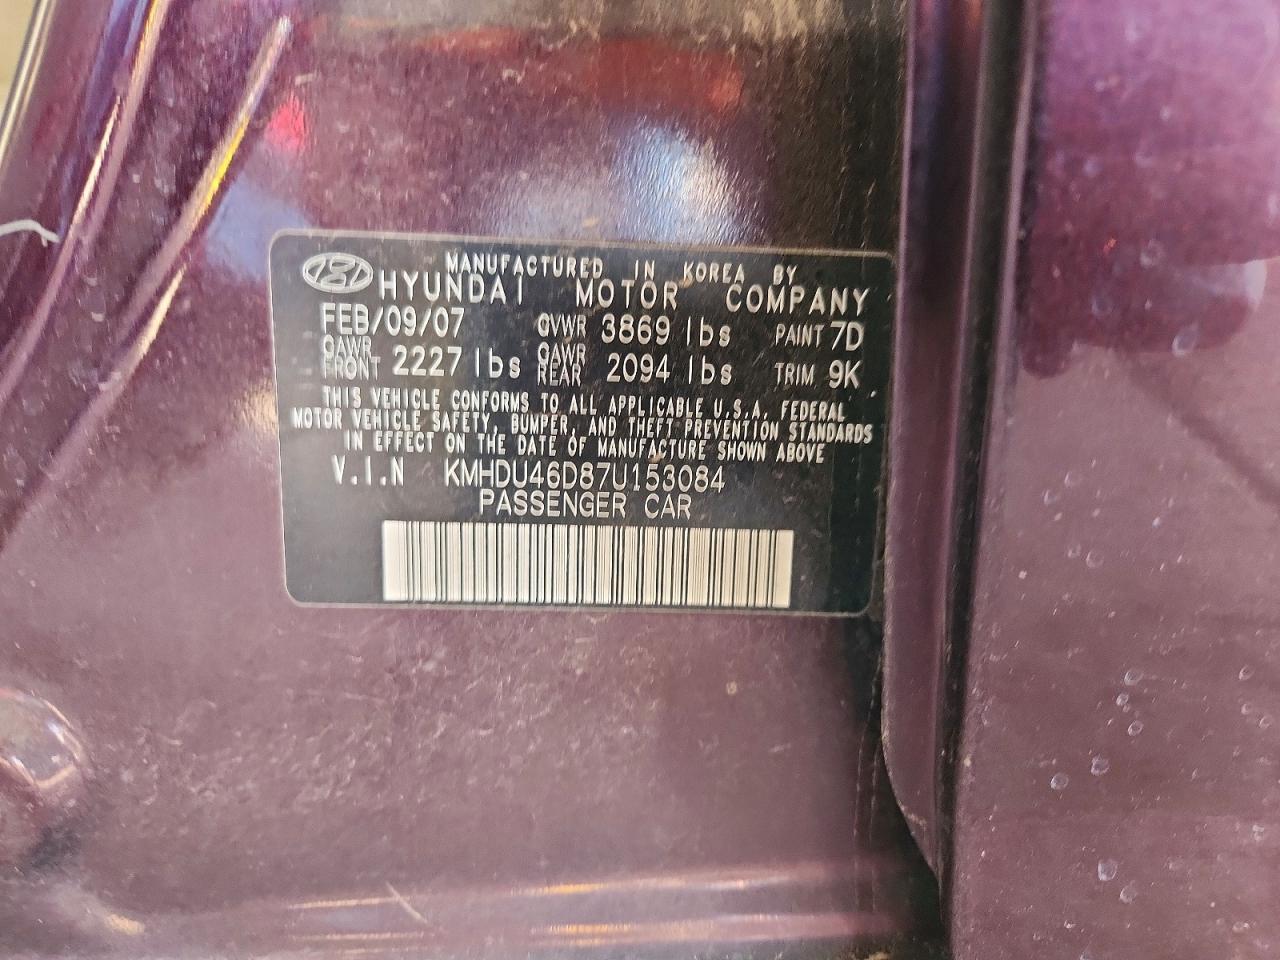 MANUFACTURED IN KOREA BY
HYUNDAI MOTOR COMPANY
FEB/09/07 GVWR 3869 lbs PAINT 7D
GAWR FRONT 2227 lbs GAWR REAR 2094 lbs TRIM 9K
THIS VEHICLE CONFORMS TO ALL APPLICABLE U.S.A. FEDERAL
MOTOR VEHICLE SAFETY, BUMPER, AND THEFT PREVENTION STANDARDS
IN EFFECT ON THE DATE OF MANUFACTURE SHOWN ABOVE
V.I.N KMHDU46D87U153084
PASSENGER CAR